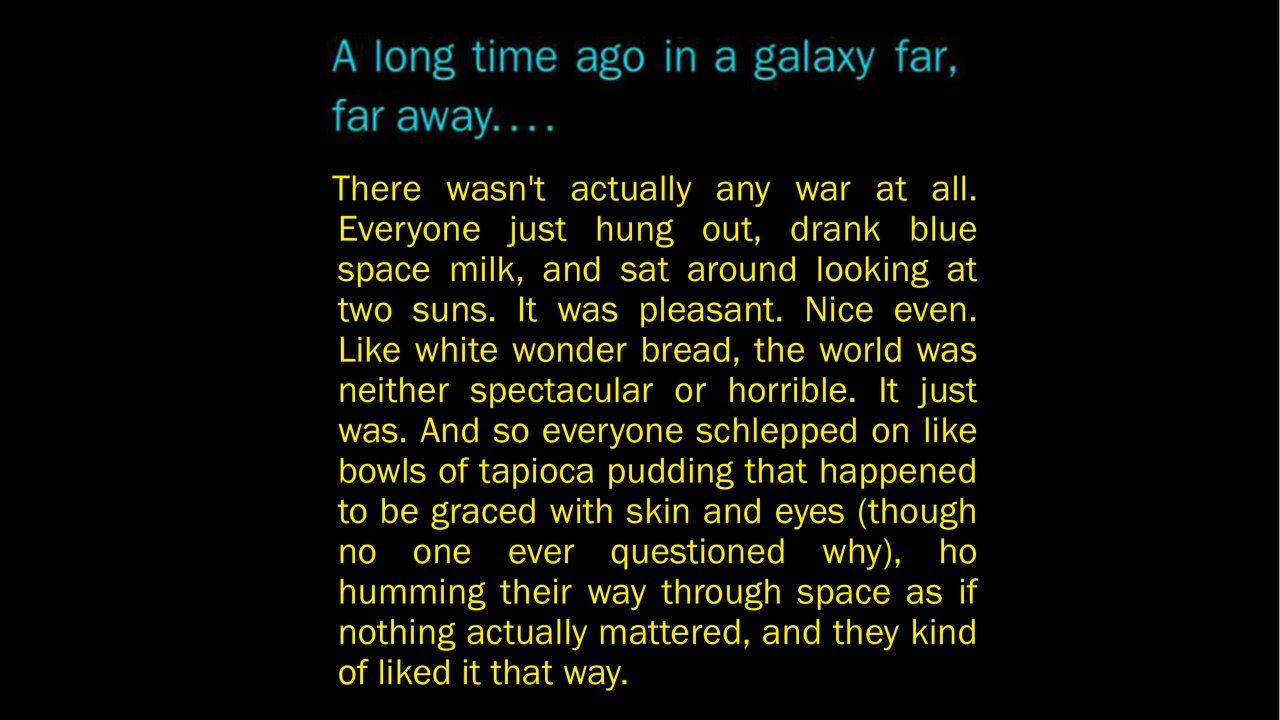 A long time ago in a galaxy far,
far away....
There wasn't actually any war at all.
Everyone just hung out, drank blue
space milk, and sat around looking at
two suns. It was pleasant. Nice even.
Like white wonder bread, the world was
neither spectacular or horrible. It just
was. And so everyone schlepped on like
bowls of tapioca pudding that happened
to be graced with skin and eyes (though
no one ever questioned why), ho
humming their way through space as if
nothing actually mattered, and they kind
of liked it that way.